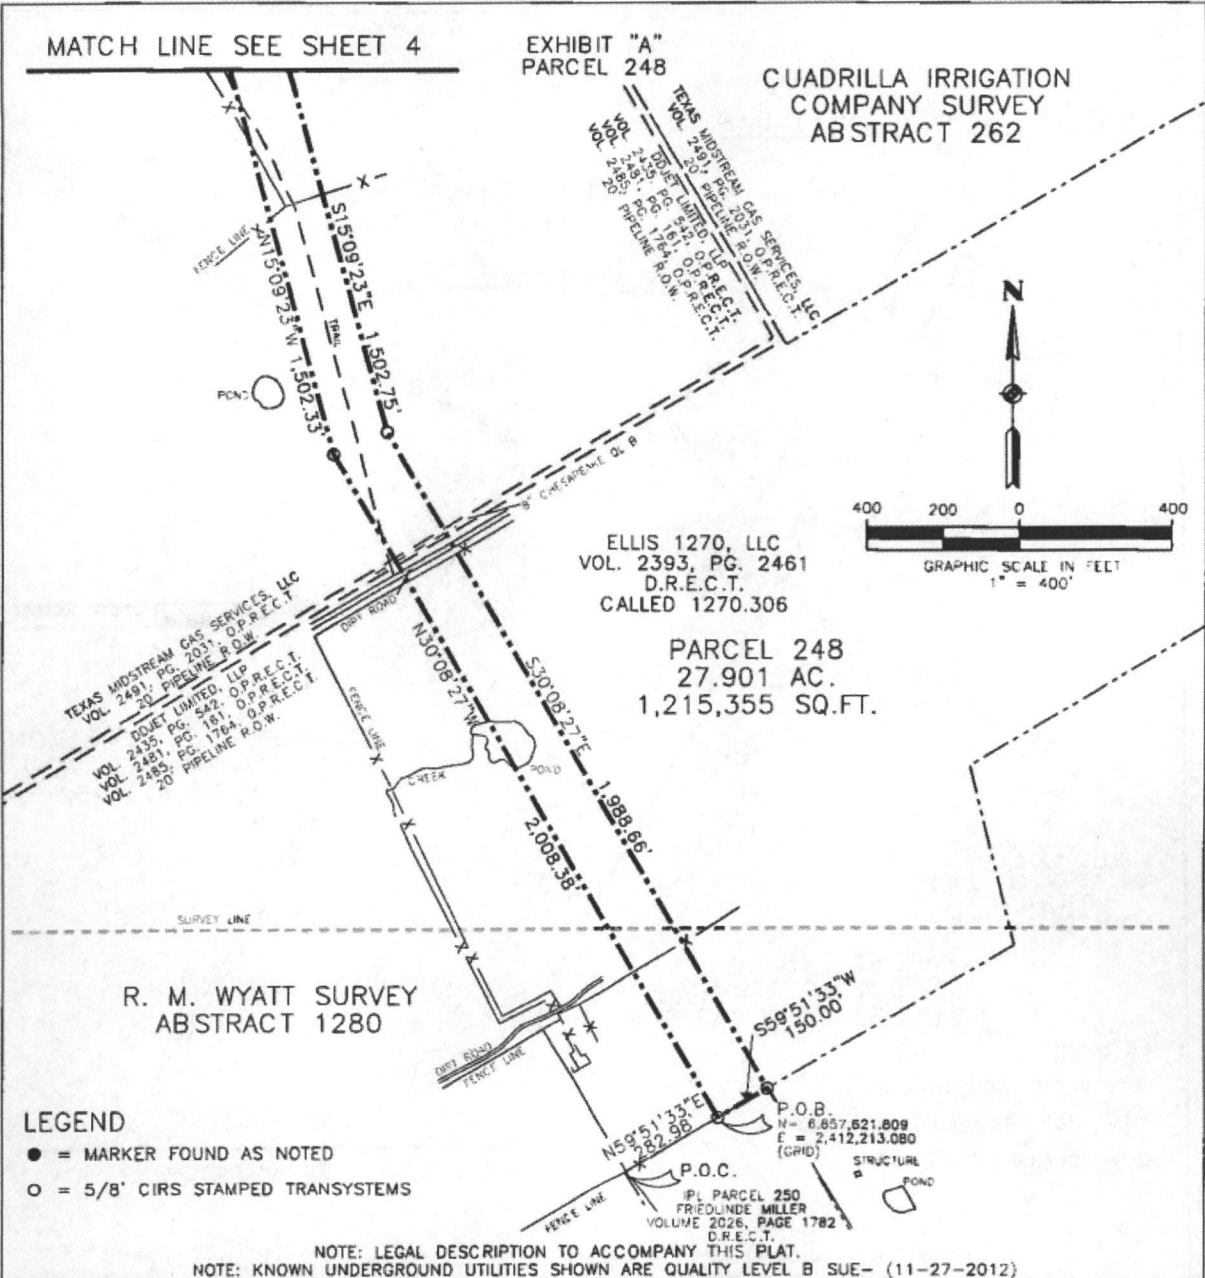 MATCH LINE SEE SHEET 4
EXHIBIT "A"
PARCEL 248
CUADRILLA IRRIGATION
COMPANY SURVEY
ABSTRACT 262
TEXAS MIDSTREAM GAS SERVICES, LLC
VOL. 2491, PG. 2031, O.P.R.E.C.T.
20' PIPELINE R.O.W.
DDJET LIMITED, LLP
VOL. 2435, PG. 542, O.P.R.E.C.T.
VOL. 2481, PG. 161, O.P.R.E.C.T.
VOL. 2485, PG. 1764, O.P.R.E.C.T.
20' PIPELINE R.O.W.
FENCE LINE
N15°09'23"W 1,502.33'
S15°09'23"E 1,502.75'
TRAIL
POND
N
400 200 0 400
GRAPHIC SCALE IN FEET
1" = 400'
8" CHESAPEAKE QL B
ELLIS 1270, LLC
VOL. 2393, PG. 2461
D.R.E.C.T.
CALLED 1270.306
PARCEL 248
27.901 AC.
1,215,355 SQ.FT.
TEXAS MIDSTREAM GAS SERVICES, LLC
VOL. 2491, PG. 2031, O.P.R.E.C.T.
20' PIPELINE R.O.W.
DDJET LIMITED, LLP
VOL. 2435, PG. 542, O.P.R.E.C.T.
VOL. 2481, PG. 161, O.P.R.E.C.T.
VOL. 2485, PG. 1764, O.P.R.E.C.T.
20' PIPELINE R.O.W.
DIRT ROAD
N30°08'27"W
2,008.38'
S30°08'27"E
1,988.66'
FENCE LINE
CREEK
POND
SURVEY LINE
R. M. WYATT SURVEY
ABSTRACT 1280
DIRT ROAD
FENCE LINE
S59°51'33"W
150.00'
LEGEND
● = MARKER FOUND AS NOTED
○ = 5/8' CIRS STAMPED TRANSYSTEMS
N59°51'33"E
282.98'
P.O.B.
N= 6,857,621.809
E = 2,412,213.080
(GRID)
STRUCTURE
POND
P.O.C.
FENCE LINE
IPL PARCEL 250
FRIEDLINDE MILLER
VOLUME 2026, PAGE 1782
D.R.E.C.T.
NOTE: LEGAL DESCRIPTION TO ACCOMPANY THIS PLAT.
NOTE: KNOWN UNDERGROUND UTILITIES SHOWN ARE QUALITY LEVEL B SUE- (11-27-2012)